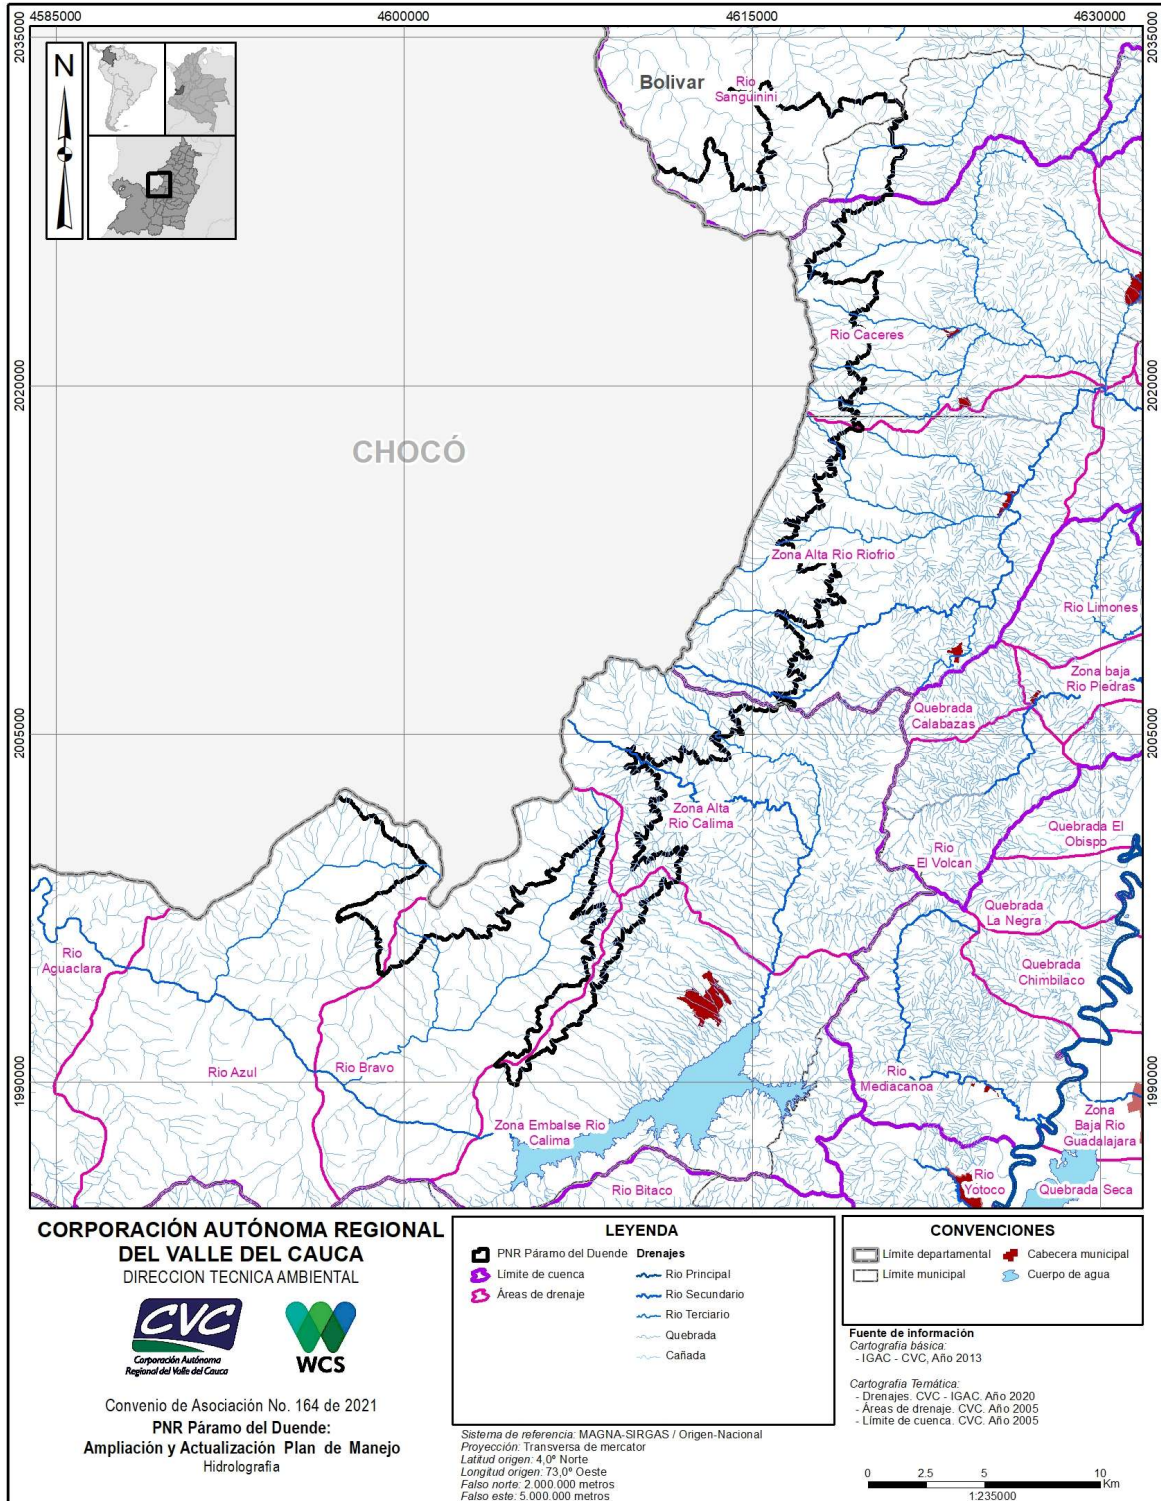 4585000
4600000
4615000
4630000
2035000
2035000
N
Bolivar
Rio
Sanguinini
Rio Caceres
2020000
2020000
CHOCÓ
Zona Alta Rio Riofrio
Rio Limones
Zona baja
Rio Piedras
Quebrada
Calabazas
2005000
2005000
Zona Alta
Rio Calima
Quebrada El
Obispo
Rio
El Volcan
Quebrada
La Negra
Rio
Aguaclara
Quebrada
Chimbilaco
Rio Azul
Rio Bravo
Rio
Mediacanoa
1990000
1990000
Zona
Baja Rio
Guadalajara
Zona Embalse Rio
Calima
Rio Bitaco
Rio
Yotoco
Quebrada Seca
CORPORACIÓN AUTÓNOMA REGIONAL
DEL VALLE DEL CAUCA
DIRECCION TECNICA AMBIENTAL
CVC
Corporación Autónoma
Regional del Valle del Cauca
WCS
Convenio de Asociación No. 164 de 2021
PNR Páramo del Duende:
Ampliación y Actualización Plan de Manejo
Hidrolografia
LEYENDA
PNR Páramo del Duende
Límite de cuenca
Áreas de drenaje
Drenajes
Rio Principal
Rio Secundario
Rio Terciario
Quebrada
Cañada
Sistema de referencia: MAGNA-SIRGAS / Origen-Nacional
Proyección: Transversa de mercator
Latitud origen: 4,0° Norte
Longitud origen: 73,0° Oeste
Falso norte: 2.000.000 metros
Falso este: 5.000.000 metros
CONVENCIONES
Límite departamental
Límite municipal
Cabecera municipal
Cuerpo de agua
Fuente de información
Cartografía básica:
- IGAC - CVC, Año 2013
Cartografía Temática:
- Drenajes. CVC - IGAC. Año 2020
- Áreas de drenaje. CVC. Año 2005
- Límite de cuenca. CVC. Año 2005
0 2.5 5 10
Km
1:235000